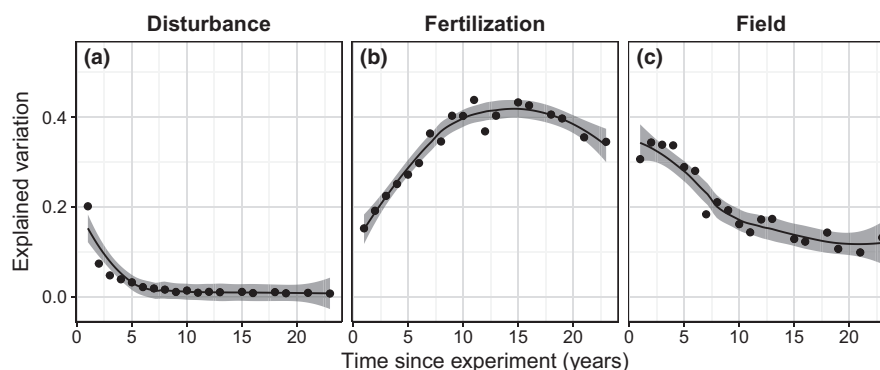 Disturbance Fertilization Field
(a) (b) (c)
Explained variation
0.4
0.2
0.0
0 5 10 15 20 0 5 10 15 20 0 5 10 15 20
Time since experiment (years)